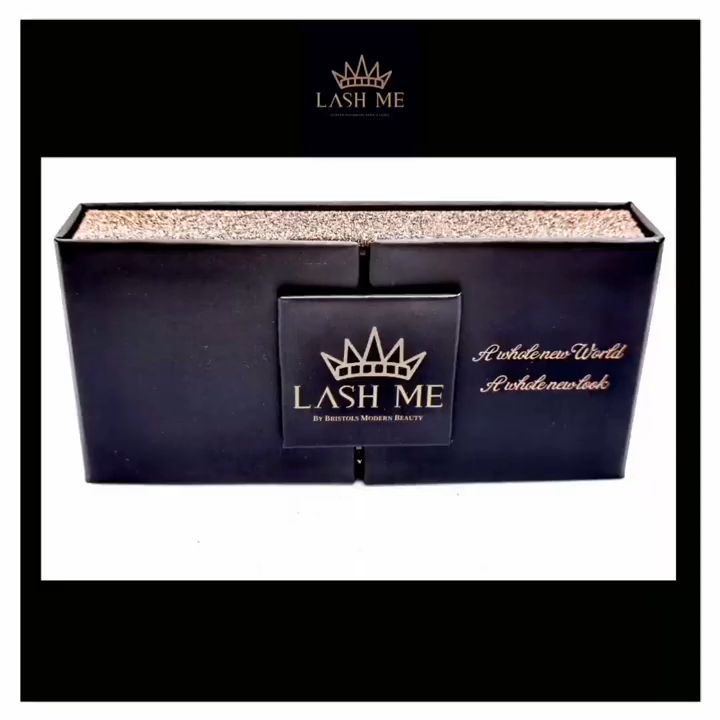 LASH ME
LASH ME
BY BRISTOLS MODERN BEAUTY
A whole new World
A whole new look